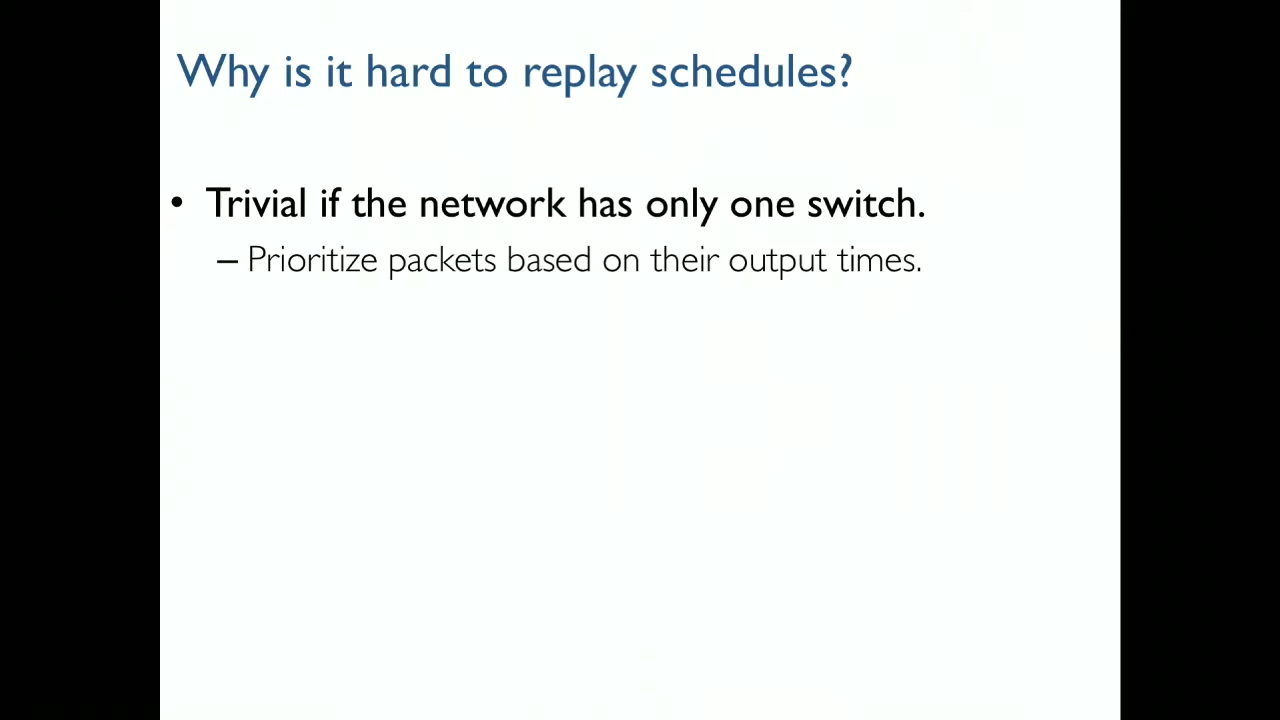 Why is it hard to replay schedules?
• Trivial if the network has only one switch.
– Prioritize packets based on their output times.